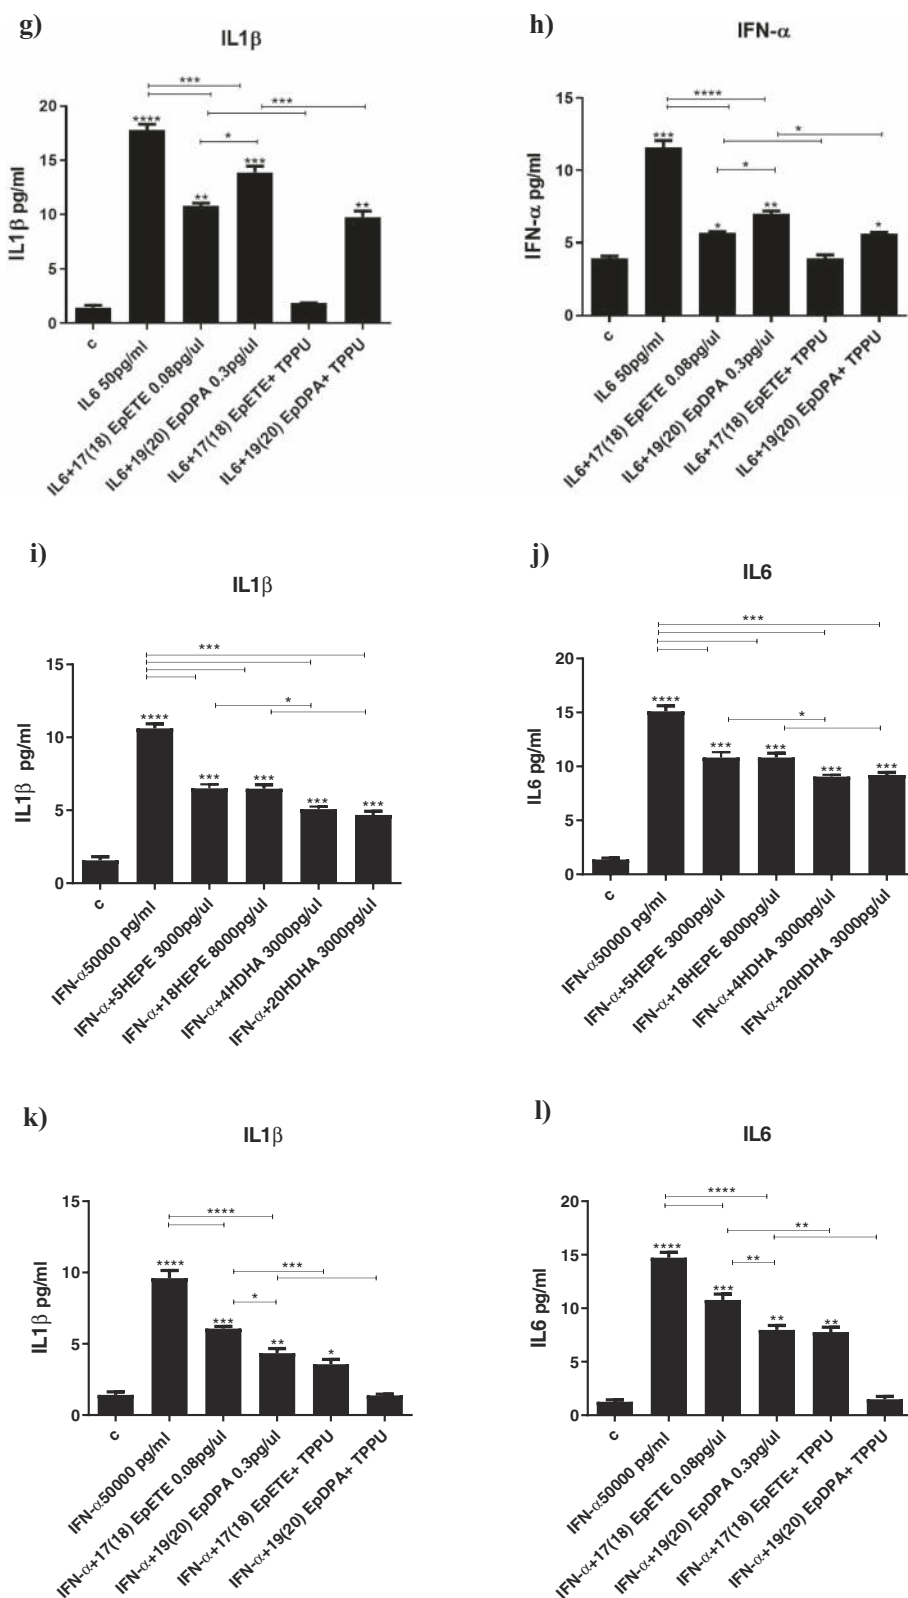 g)
IL1β
***
***
*
****
**
***
**
20
15
10
5
0
IL1β pg/ml
c
IL6 50pg/ml
IL6+17(18) EpETE 0.08pg/ul
IL6+19(20) EpDPA 0.3pg/ul
IL6+17(18) EpETE+ TPPU
IL6+19(20) EpDPA+ TPPU
h)
IFN-α
****
*
*
***
*
**
*
15
10
5
0
IFN-α pg/ml
c
IL6 50pg/ml
IL6+17(18) EpETE 0.08pg/ul
IL6+19(20) EpDPA 0.3pg/ul
IL6+17(18) EpETE+ TPPU
IL6+19(20) EpDPA+ TPPU
i)
IL1β
***
*
****
***
***
***
***
15
10
5
0
IL1β pg/ml
c
IFN-α50000 pg/ml
IFN-α+5HEPE 3000pg/ul
IFN-α+18HEPE 8000pg/ul
IFN-α+4HDHA 3000pg/ul
IFN-α+20HDHA 3000pg/ul
j)
IL6
***
*
****
***
***
***
***
20
15
10
5
0
IL6 pg/ml
c
IFN-α50000 pg/ml
IFN-α+5HEPE 3000pg/ul
IFN-α+18HEPE 8000pg/ul
IFN-α+4HDHA 3000pg/ul
IFN-α+20HDHA 3000pg/ul
k)
IL1β
****
***
*
****
***
**
*
15
10
5
0
IL1β pg/ml
c
IFN-α50000 pg/ml
IFN-α+17(18) EpETE 0.08pg/ul
IFN-α+19(20) EpDPA 0.3pg/ul
IFN-α+17(18) EpETE+ TPPU
IFN-α+19(20) EpDPA+ TPPU
l)
IL6
****
**
**
****
***
**
**
20
15
10
5
0
IL6 pg/ml
c
IFN-α50000 pg/ml
IFN-α+17(18) EpETE 0.08pg/ul
IFN-α+19(20) EpDPA 0.3pg/ul
IFN-α+17(18) EpETE+ TPPU
IFN-α+19(20) EpDPA+ TPPU